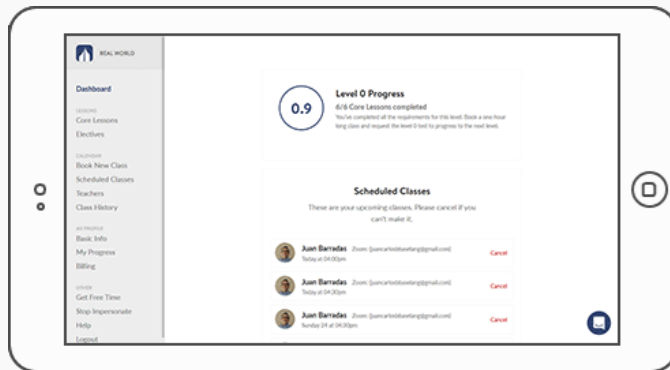 REAL WORLD
Dashboard
LESSONS
Core Lessons
Electives
CALENDAR
Book New Class
Scheduled Classes
Teachers
Class History
MY PROFILE
Basic Info
My Progress
Billing
OTHER
Get Free Time
Stop Impersonate
Help
Logout
0.9
Level 0 Progress
6/6 Core Lessons completed
You've completed all the requirements for this level. Book a one hour
long class and request the level 0 test to progress to the next level.
Scheduled Classes
These are your upcoming classes. Please cancel if you
can't make it.
Juan Barradas Zoom:
Today at 04:00pm
Cancel
Juan Barradas Zoom:
Today at 04:30pm
Cancel
Juan Barradas Zoom:
Sunday 24 at 04:00pm
Cancel